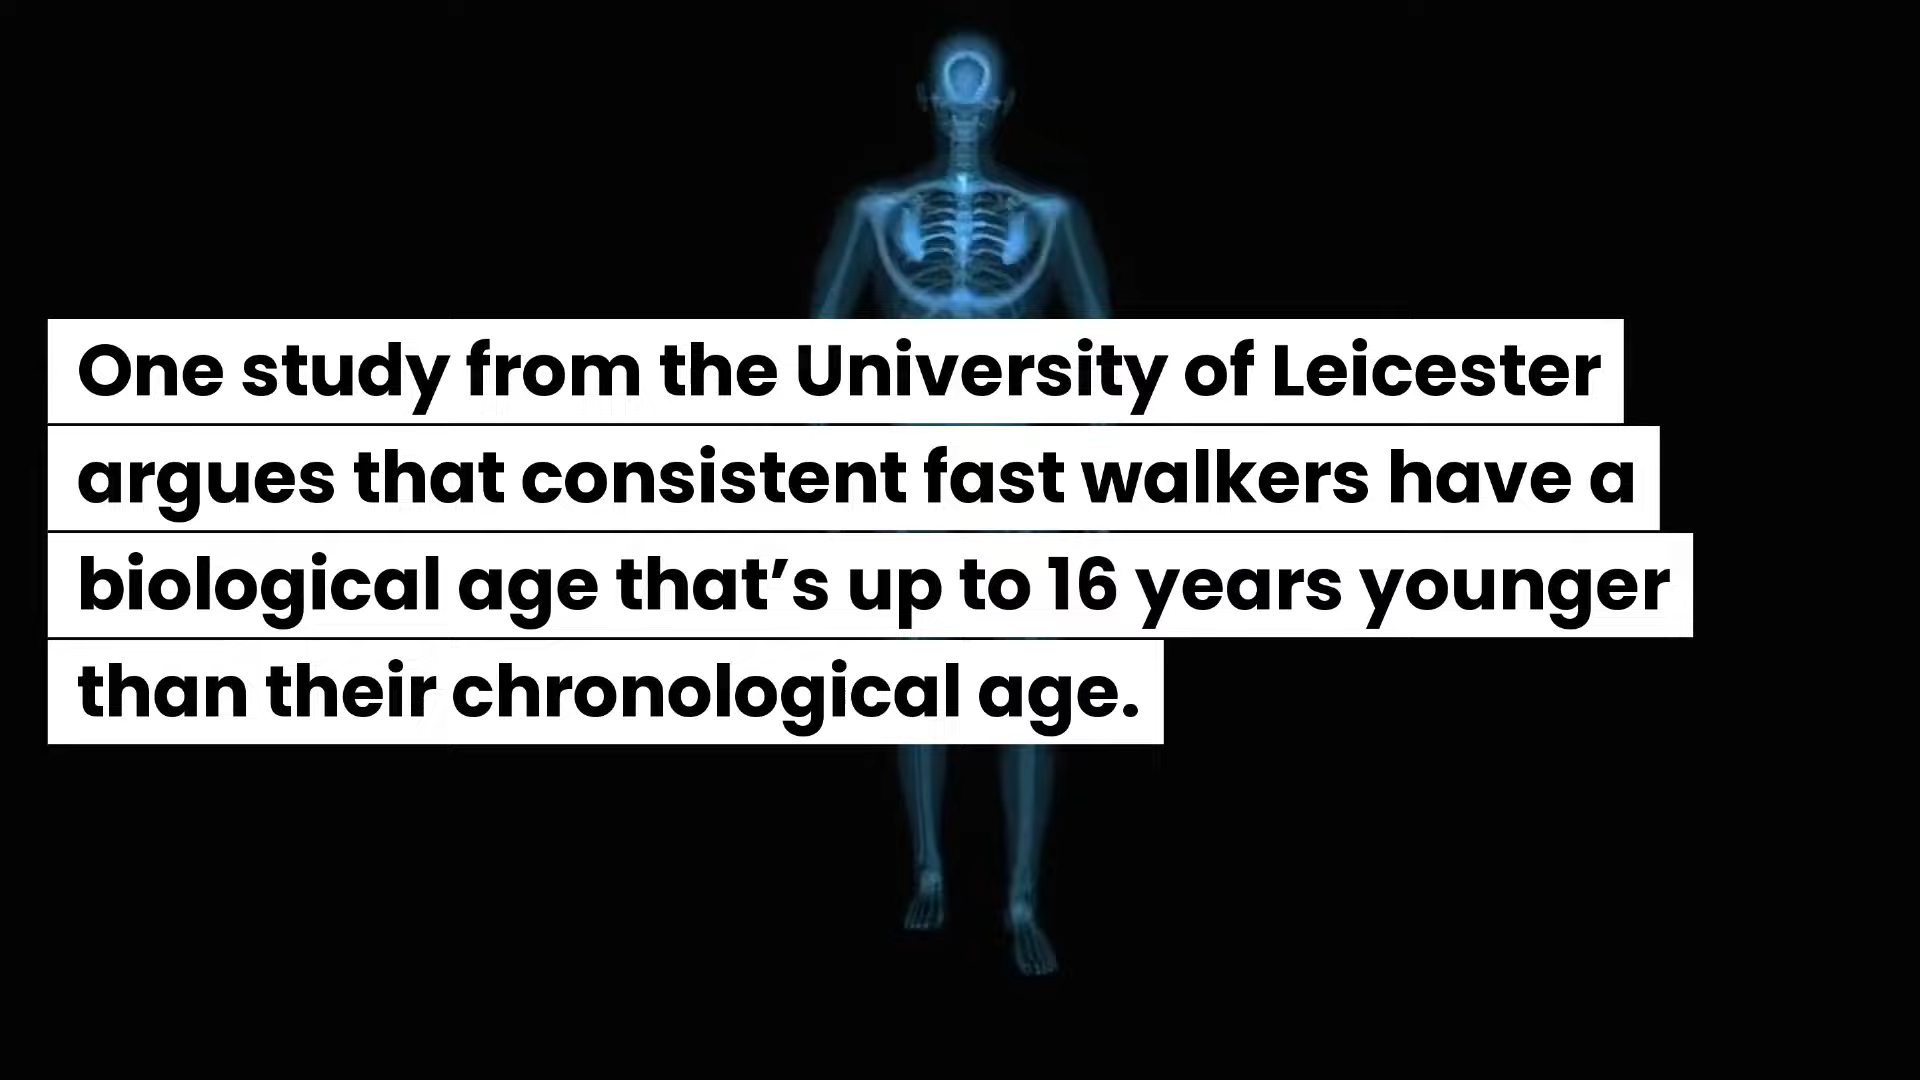 One study from the University of Leicester
argues that consistent fast walkers have a
biological age that’s up to 16 years younger
than their chronological age.